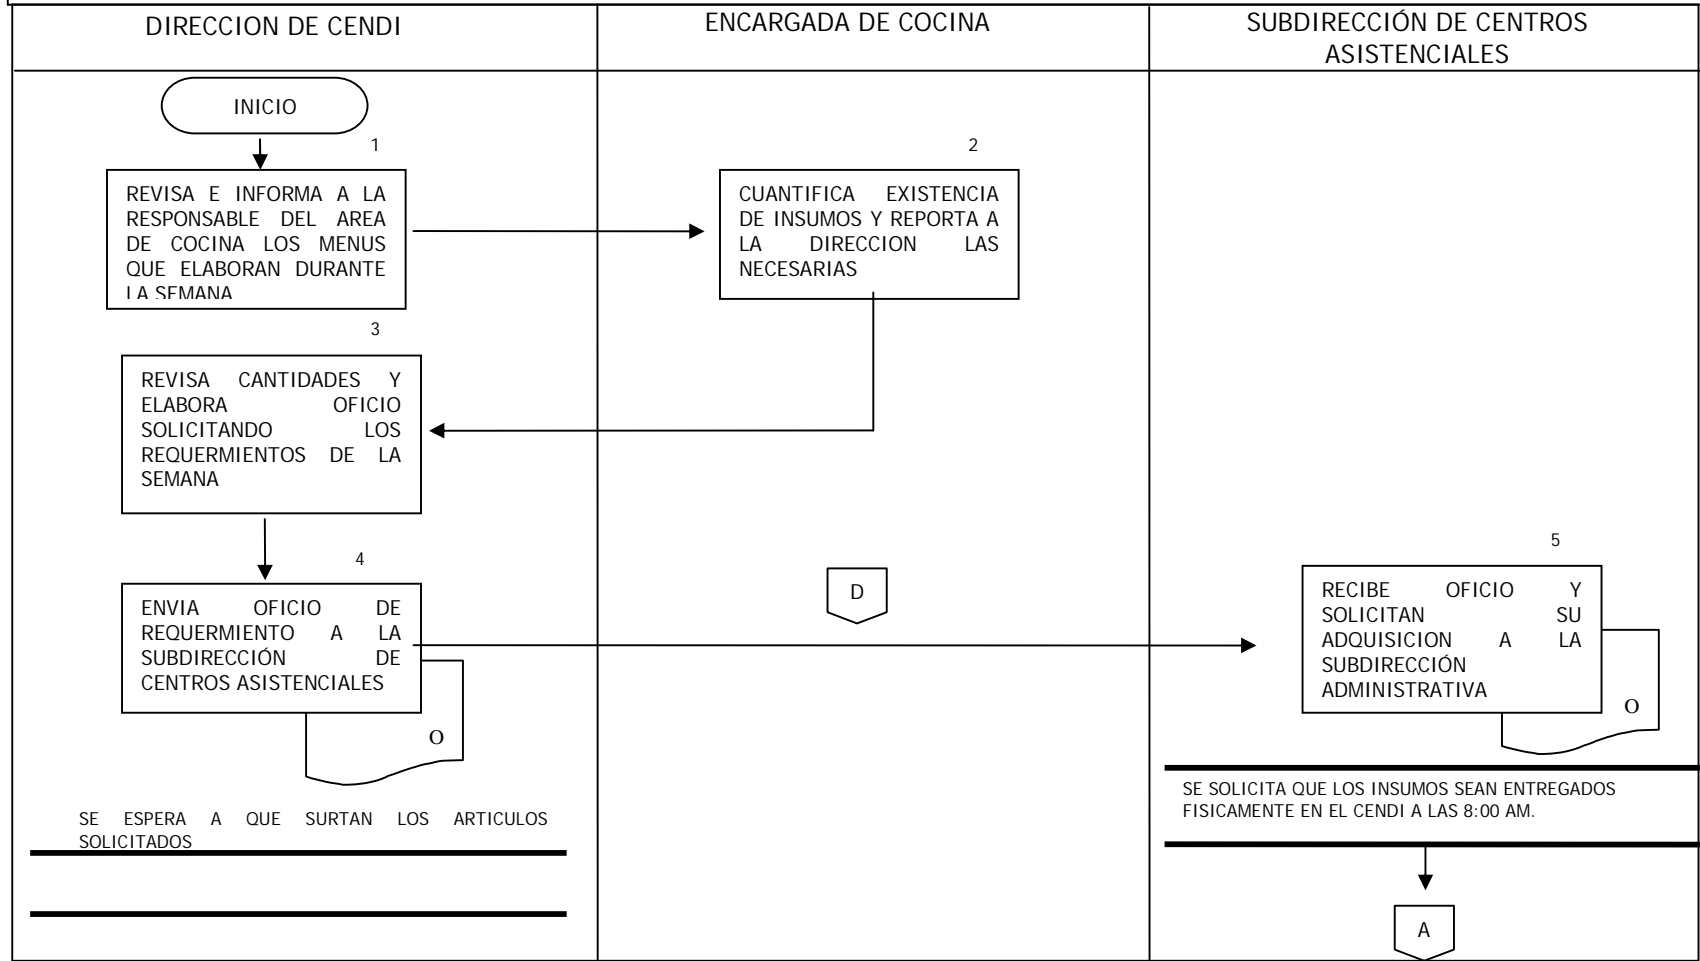 DIRECCION DE CENDI
ENCARGADA DE COCINA
SUBDIRECCIÓN DE CENTROS
ASISTENCIALES
INICIO
1
REVISA E INFORMA A LA
RESPONSABLE DEL AREA
DE COCINA LOS MENUS
QUE ELABORAN DURANTE
LA SEMANA
2
CUANTIFICA EXISTENCIA
DE INSUMOS Y REPORTA A
LA DIRECCION LAS
NECESARIAS
3
REVISA CANTIDADES Y
ELABORA OFICIO
SOLICITANDO LOS
REQUERMIENTOS DE LA
SEMANA
4
ENVIA OFICIO DE
REQUERMIENTO A LA
SUBDIRECCIÓN DE
CENTROS ASISTENCIALES
O
D
5
RECIBE OFICIO Y
SOLICITAN SU
ADQUISICION A LA
SUBDIRECCIÓN
ADMINISTRATIVA
O
SE ESPERA A QUE SURTAN LOS ARTICULOS
SOLICITADOS
SE SOLICITA QUE LOS INSUMOS SEAN ENTREGADOS
FISICAMENTE EN EL CENDI A LAS 8:00 AM.
A